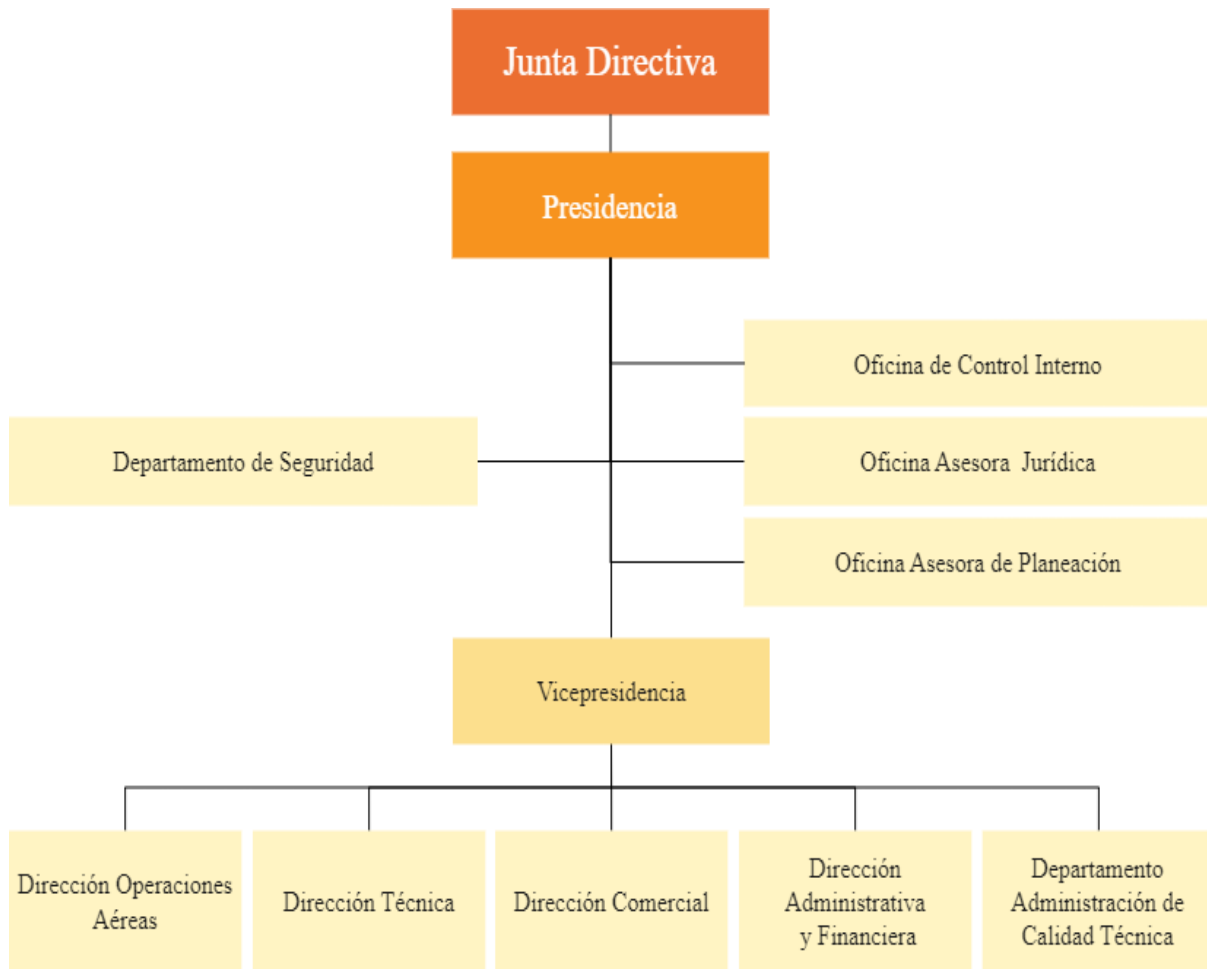 Junta Directiva
Presidencia
Oficina de Control Interno
Departamento de Seguridad
Oficina Asesora Jurídica
Oficina Asesora de Planeación
Vicepresidencia
Dirección Operaciones
Aéreas
Dirección Técnica
Dirección Comercial
Dirección
Administrativa
y Financiera
Departamento
Administración de
Calidad Técnica